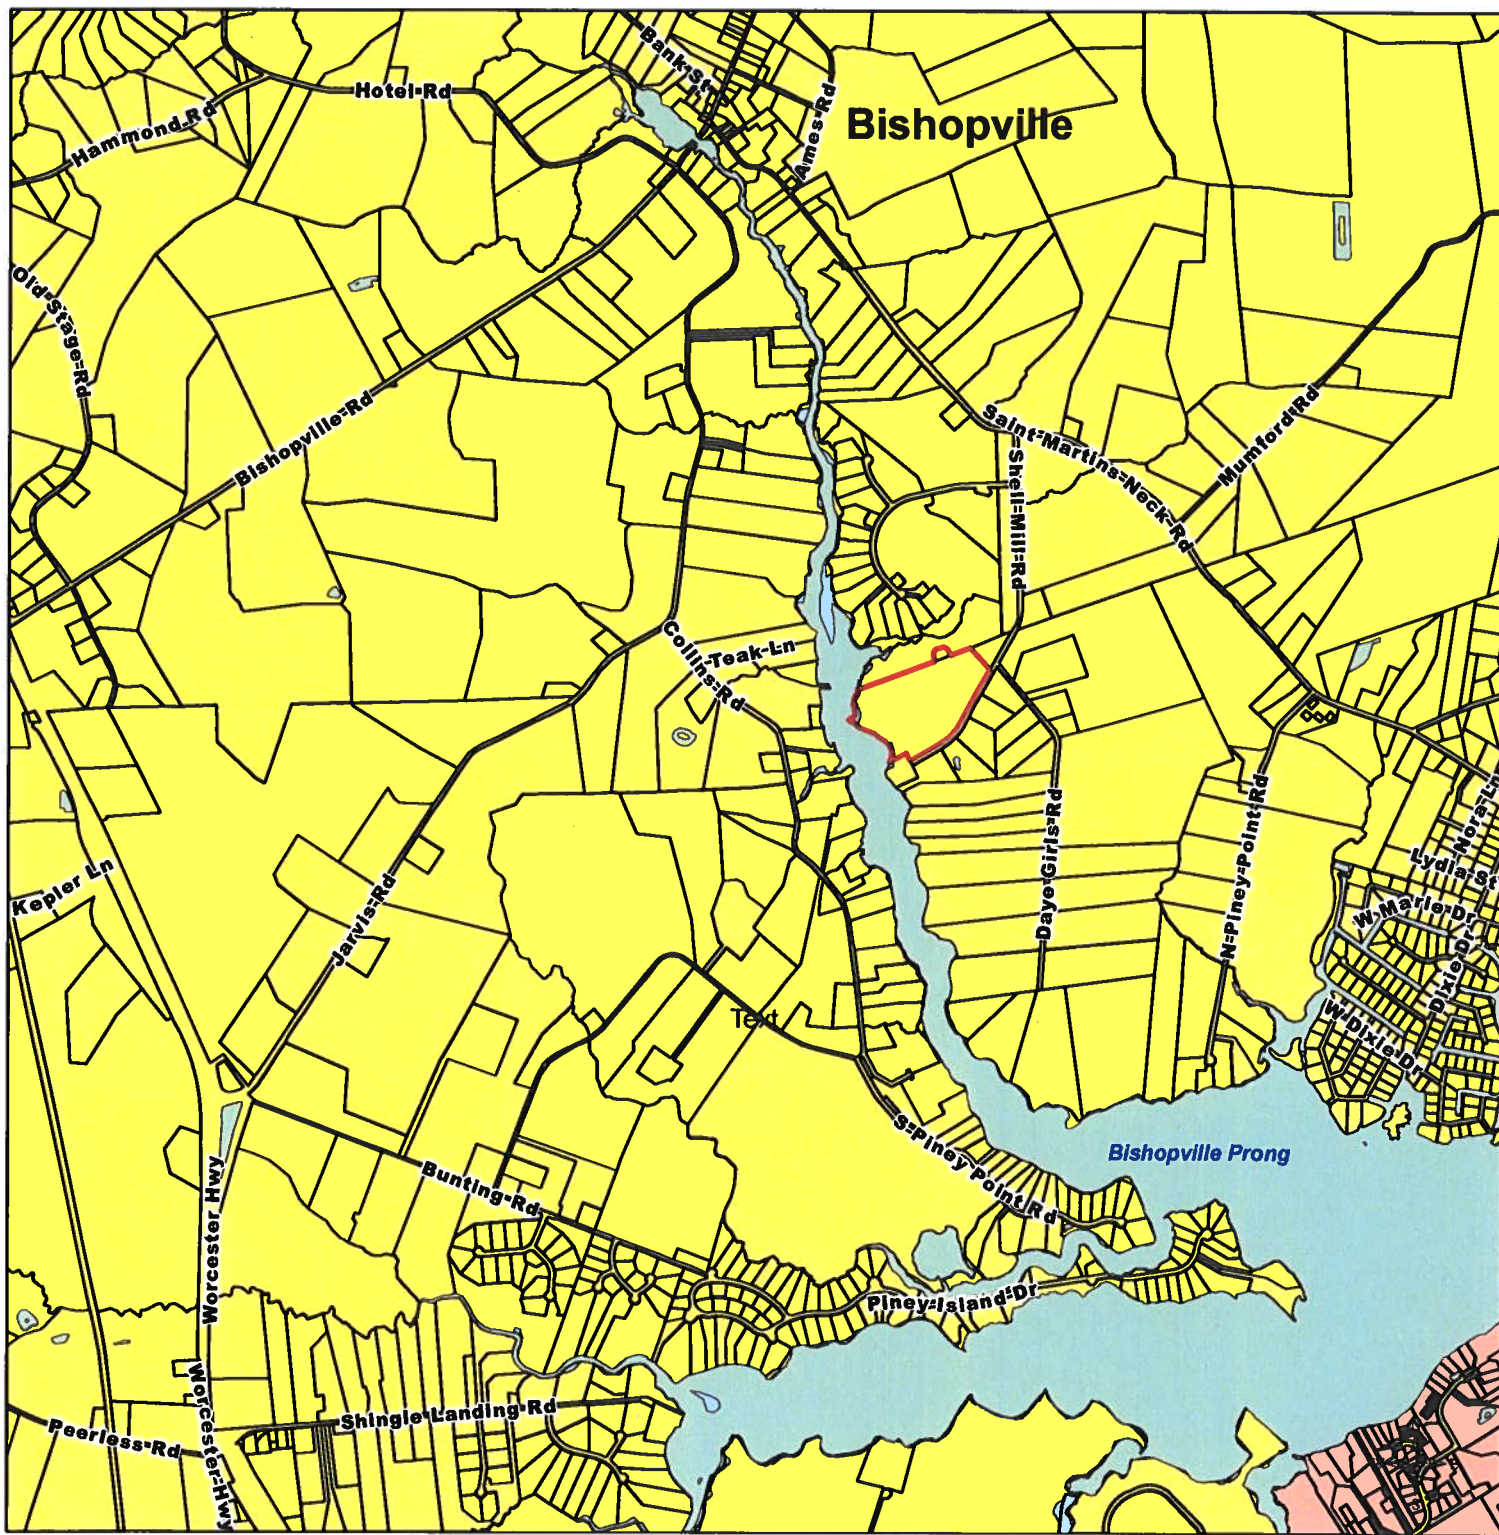 Bank St
Hotel Rd
Ames Rd
Bishopville
Hammond Rd
Old Stage Rd
Bishopville Rd
Saint Martins Neck Rd
Mumford Rd
Shell Mill Rd
Collins Rd
Teak Ln
Nora Ln
Daye Girls Rd
N Piney Point Rd
Lydia St
Kepler Ln
Jarvis Rd
W Marle Dr
Dixie Dr
Text
W Dixie Dr
S Piney Point Rd
Bishopville Prong
Bunting Rd
Worcester Hwy
Piney Island Dr
Worcester Hwy
Shingle Landing Rd
Peerless Rd